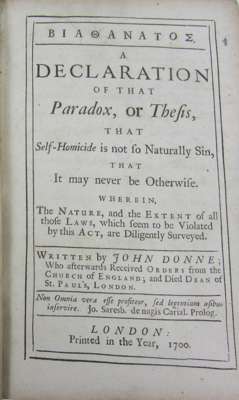 ΒΙΑΘΑΝΑΤΟΣ.
A
DECLARATION
OF THAT
Paradox, or Thesis,
THAT
Self-Homicide is not so Naturally Sin,
THAT
It may never be Otherwise.
WHEREIN,
The NATURE, and the EXTENT of all
those LAWS, which seem to be Violated
by this ACT, are Diligently Surveyed.
WRITTEN by JOHN DONNE;
Who afterwards Received ORDERS from the
CHURCH of ENGLAND; and Died DEAN of
ST. PAUL'S, LONDON.
Non Omnia vera esse profiteor, sed legentium usibus
inservire. Jo. Saresb. de nugis Curial. Prolog.
LONDON:
Printed in the Year, 1700.